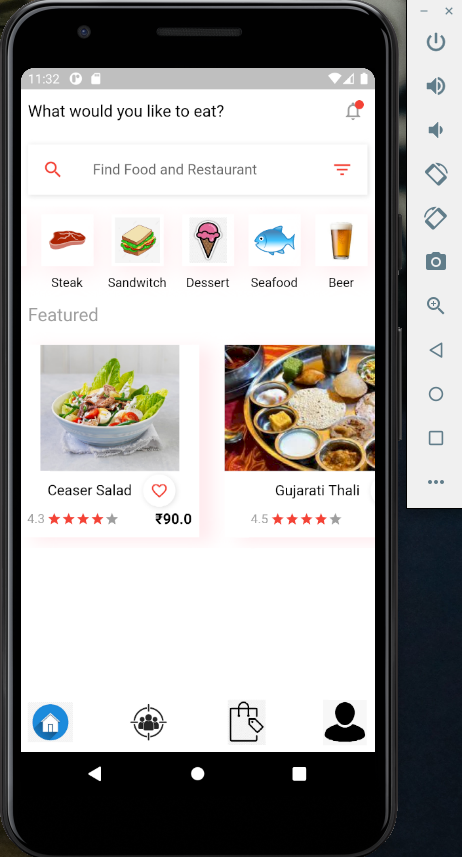 11:32
What would you like to eat?
Find Food and Restaurant
Steak Sandwitch Dessert Seafood Beer
Featured
Ceaser Salad Gujarati Thali
4.3 ₹90.0 4.5